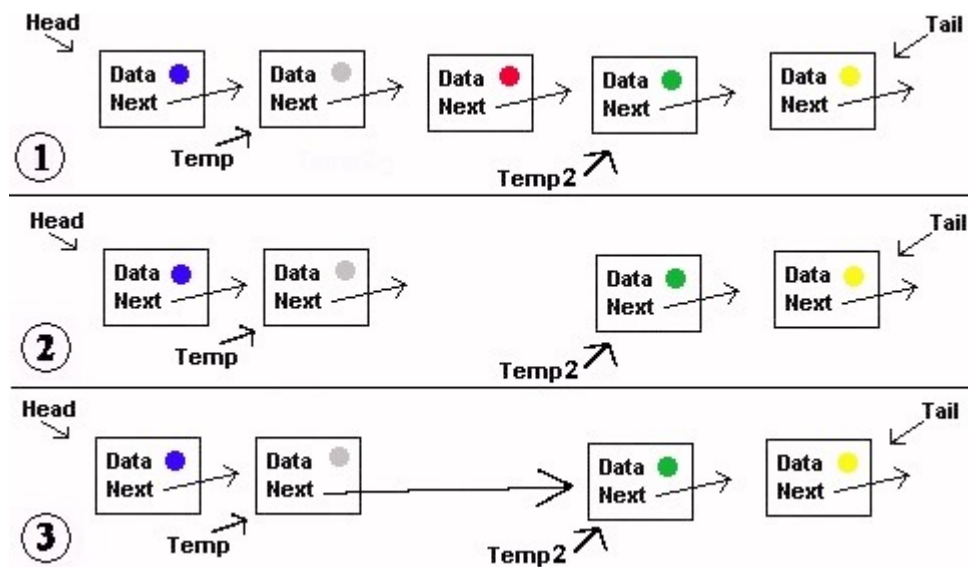 Head
Tail
Data Data Data Data Data
Next Next Next Next Next
1
Temp
Temp2
Head
Tail
Data Data Data Data
Next Next Next Next
2
Temp
Temp2
Head
Tail
Data Data Data Data
Next Next Next Next
3
Temp
Temp2